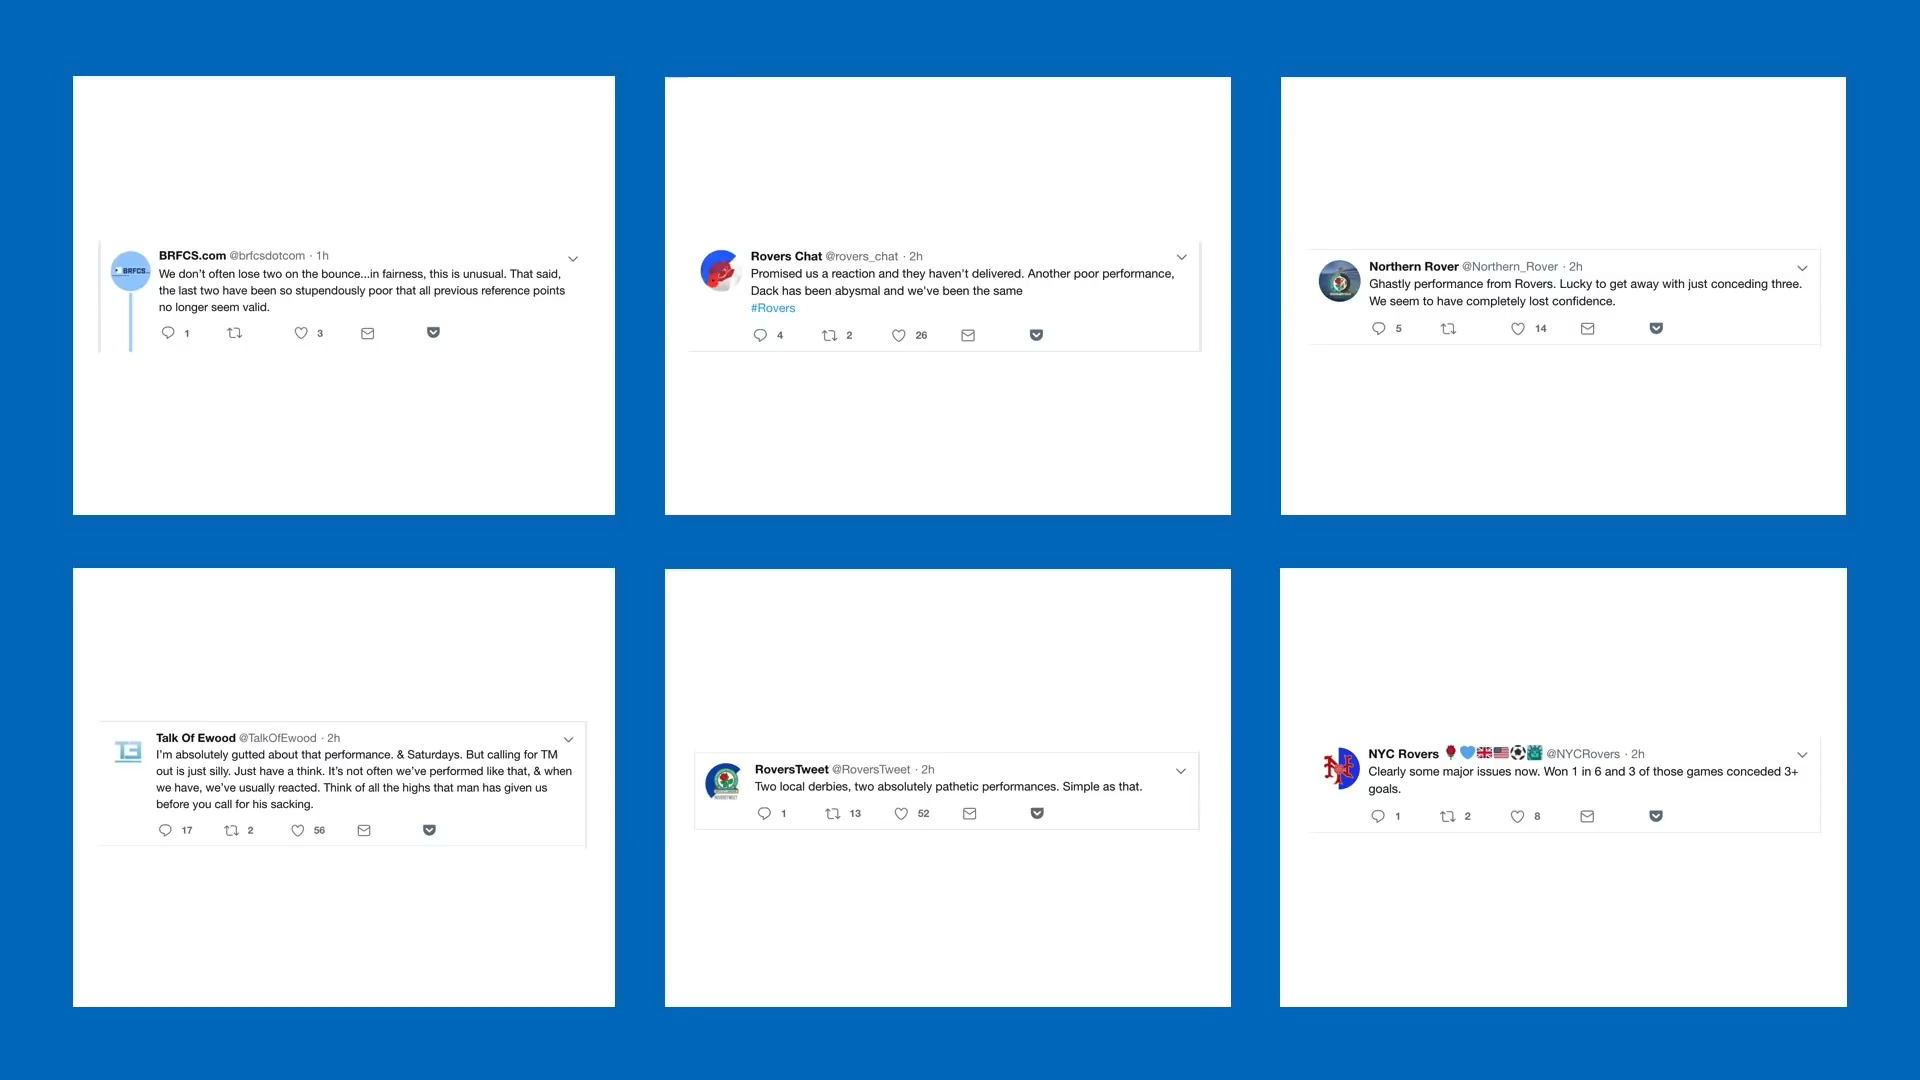 BRFCS.com @brfcsdotcom · 1h
We don't often lose two on the bounce...in fairness, this is unusual. That said,
the last two have been so stupendously poor that all previous reference points
no longer seem valid.
1 3
BRFCS
Rovers Chat @rovers_chat · 2h
Promised us a reaction and they haven't delivered. Another poor performance,
Dack has been abysmal and we've been the same
#Rovers
4 2 26
Northern Rover @Northern_Rover · 2h
Ghastly performance from Rovers. Lucky to get away with just conceding three.
We seem to have completely lost confidence.
5 14
Talk Of Ewood @TalkOfEwood · 2h
I'm absolutely gutted about that performance. & Saturdays. But calling for TM
out is just silly. Just have a think. It's not often we've performed like that, & when
we have, we've usually reacted. Think of all the highs that man has given us
before you call for his sacking.
17 2 56
RoversTweet @RoversTweet · 2h
Two local derbies, two absolutely pathetic performances. Simple as that.
1 13 52
NYC Rovers 🌹💙🇬🇧🇺🇸⚽🗽 @NYCRovers · 2h
Clearly some major issues now. Won 1 in 6 and 3 of those games conceded 3+
goals.
1 2 8